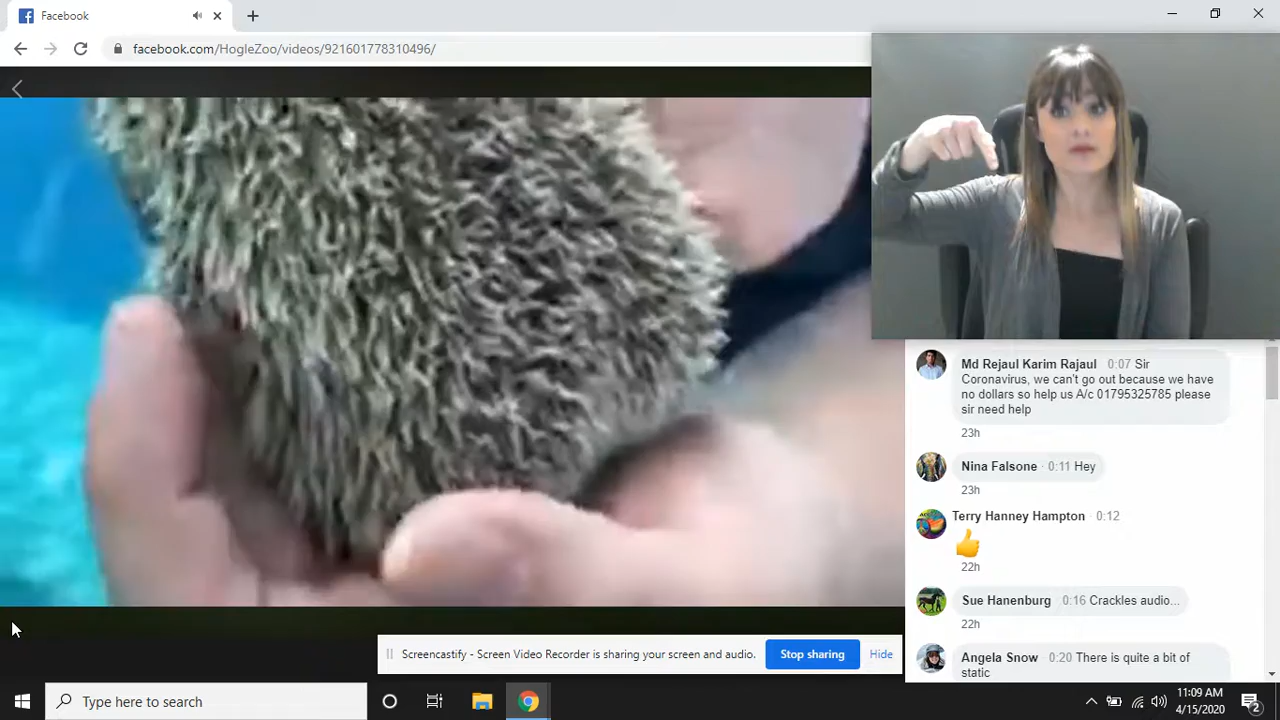 Facebook
facebook.com/HogleZoo/videos/921601778310496/
Md Rejaul Karim Rajaul 0:07 Sir
Coronavirus, we can't go out because we have
no dollars so help us A/c 01795325785 please
sir need help
23h
Nina Falsone · 0:11 Hey
23h
Terry Hanney Hampton · 0:12
22h
Sue Hanenburg · 0:16 Crackles audio...
22h
Angela Snow · 0:20 There is quite a bit of
static
Screencastify - Screen Video Recorder is sharing your screen and audio.
Stop sharing
Hide
Type here to search
11:09 AM
4/15/2020
2